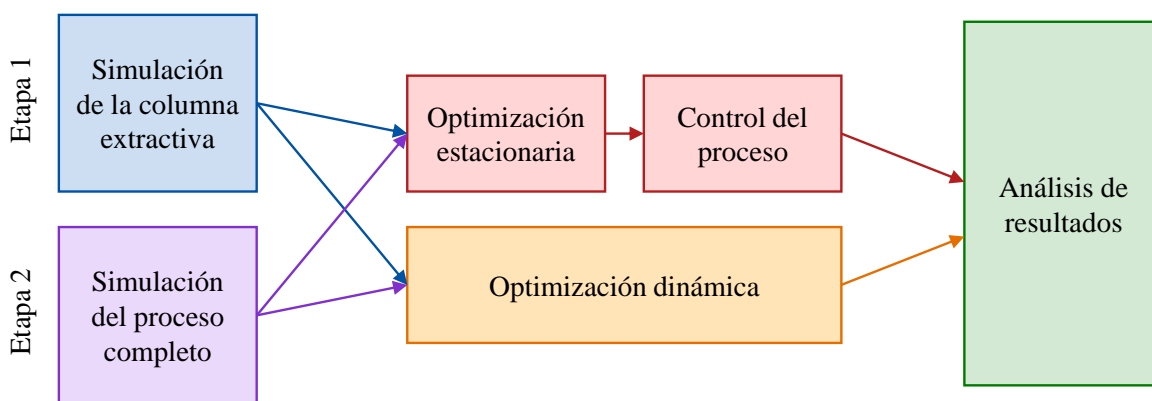 Etapa 1
Simulación
de la columna
extractiva
Optimización
estacionaria
Control del
proceso
Análisis de
resultados
Etapa 2
Simulación
del proceso
completo
Optimización dinámica